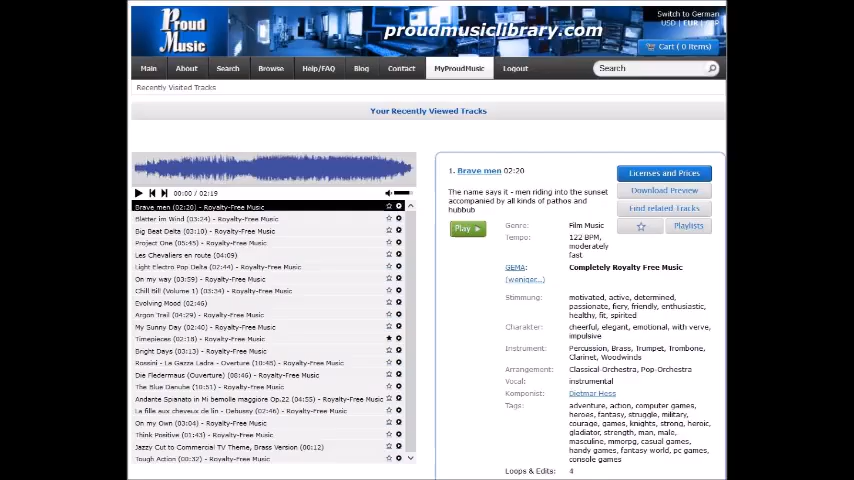 Proud
Music
proudmusiclibrary.com
Switch to German
USD | EUR | GBP
Cart ( 0 Items)
Main
About
Search
Browse
Help/FAQ
Blog
Contact
MyProudMusic
Logout
Search
Recently Visited Tracks
Your Recently Viewed Tracks
00:00 / 02:19
Brave men (02:20) - Royalty-Free Music
Blätter im Wind (03:24) - Royalty-Free Music
Big Beat Delta (03:10) - Royalty-Free Music
Project One (05:45) - Royalty-Free Music
Les Chevaliers en route (04:09)
Light Electro Pop Delta (02:44) - Royalty-Free Music
On my way (03:59) - Royalty-Free Music
Chill Bill (Volume 1) (03:34) - Royalty-Free Music
Evolving Mood (02:46)
Argon Trail (04:29) - Royalty-Free Music
My Sunny Day (02:40) - Royalty-Free Music
Timepieces (02:18) - Royalty-Free Music
Bright Days (03:13) - Royalty-Free Music
Rossini - La Gazza Ladra - Overture (10:48) - Royalty-Free Music
Die Fledermaus (Ouverture) (08:46) - Royalty-Free Music
The Blue Danube (10:51) - Royalty-Free Music
Andante Spianato in Mi bemolle maggiore Op.22 (04:55) - Royalty-Free Music
La fille aux cheveux de lin - Debussy (02:46) - Royalty-Free Music
On my Own (03:04) - Royalty-Free Music
Think Positive (01:43) - Royalty-Free Music
Jazzy Cut to Commercial TV Theme, Brass Version (00:12)
Tough Action (00:32) - Royalty-Free Music
1. Brave men 02:20
The name says it - men riding into the sunset
accompanied by all kinds of pathos and
hubbub
Play
Licenses and Prices
Download Preview
Find related Tracks
Playlists
Genre: Film Music
Tempo: 122 BPM,
moderately
fast
GEMA: Completely Royalty Free Music
(weniger...)
Stimmung: motivated, active, determined,
passionate, fiery, friendly, enthusiastic,
healthy, fit, spirited
Charakter: cheerful, elegant, emotional, with verve,
impulsive
Instrument: Percussion, Brass, Trumpet, Trombone,
Clarinet, Woodwinds
Arrangement: Classical-Orchestra, Pop-Orchestra
Vocal: instrumental
Komponist: Dietmar Hess
Tags: adventure, action, computer games,
heroes, fantasy, struggle, military,
courage, games, knights, strong, heroic,
gladiator, strength, man, male,
masculine, mmorpg, casual games,
handy games, fantasy world, pc games,
console games
Loops & Edits: 4